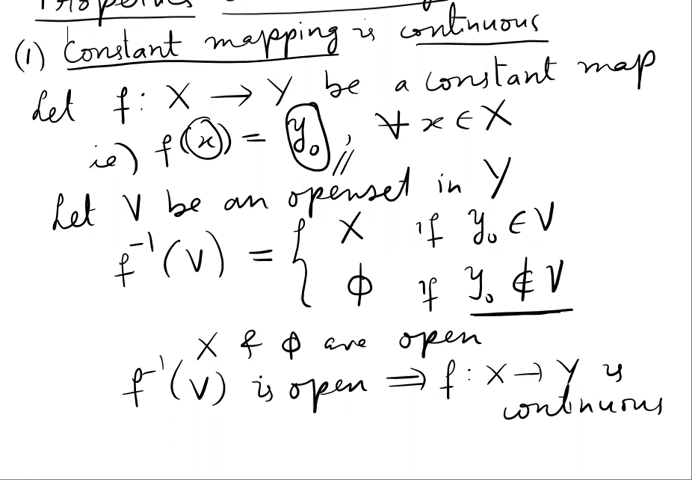 (1) Constant mapping is continuous
Let f : X → Y be a constant map
ie) f(x) = y₀, ∀ x ∈ X
Let V be an openset in Y
f⁻¹(V) = { X if y₀ ∈ V
ϕ if y₀ ∉ V
X & ϕ are open
f⁻¹(V) is open ⇒ f : X → Y is
continuous